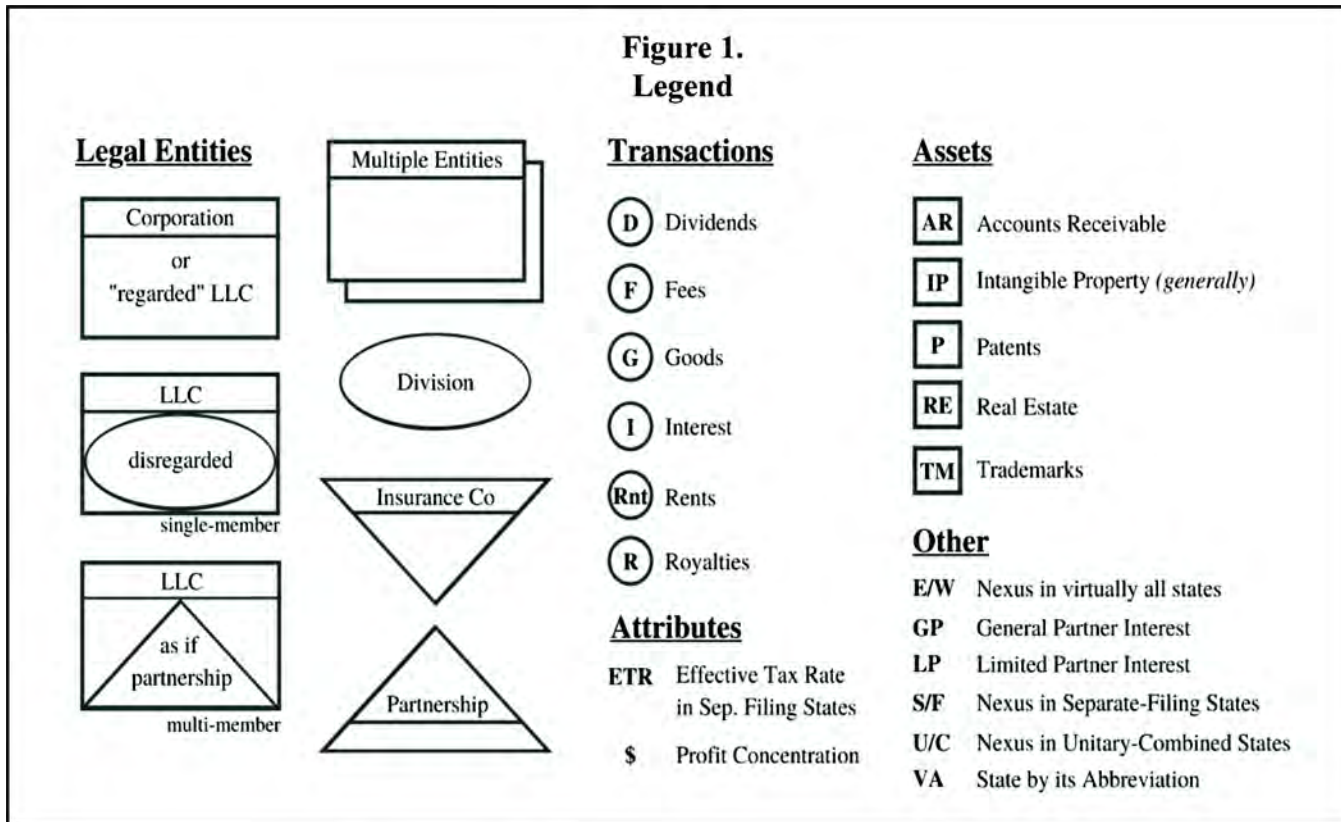 Figure 1.
Legend
Legal Entities
Corporation
or
"regarded" LLC
LLC
disregarded
single-member
LLC
as if
partnership
multi-member
Multiple Entities
Division
Insurance Co
Partnership
Transactions
D Dividends
F Fees
G Goods
I Interest
Rnt Rents
R Royalties
Attributes
ETR Effective Tax Rate
in Sep. Filing States
$ Profit Concentration
Assets
AR Accounts Receivable
IP Intangible Property (generally)
P Patents
RE Real Estate
TM Trademarks
Other
E/W Nexus in virtually all states
GP General Partner Interest
LP Limited Partner Interest
S/F Nexus in Separate-Filing States
U/C Nexus in Unitary-Combined States
VA State by its Abbreviation